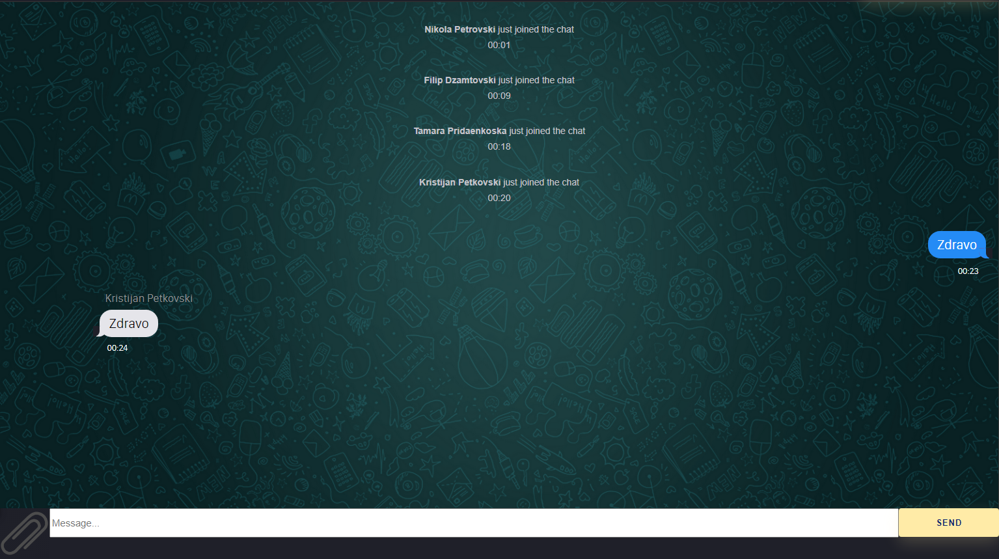 Nikola Petrovski just joined the chat
00:01
Filip Dzamtovski just joined the chat
00:09
Tamara Pridaenkoska just joined the chat
00:18
Kristijan Petkovski just joined the chat
00:20
Zdravo
00:23
Kristijan Petkovski
Zdravo
00:24
Message...
SEND